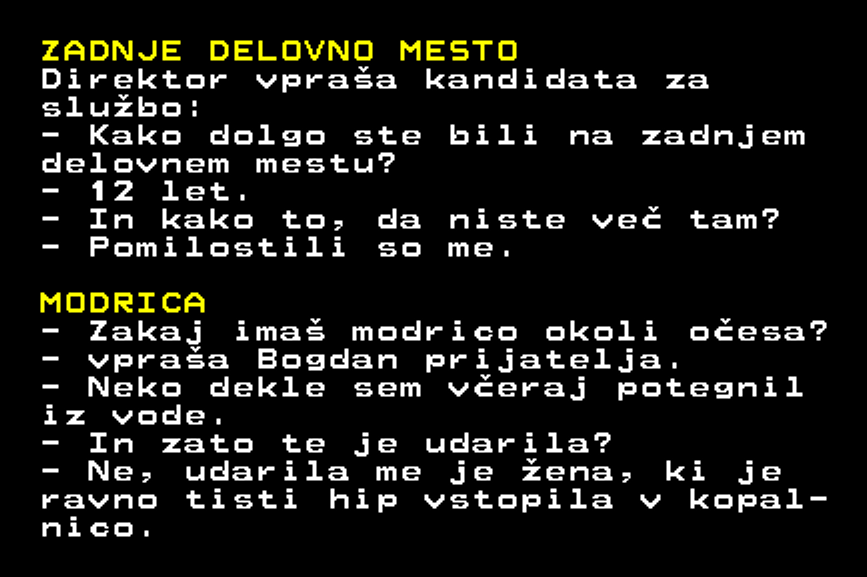 ZADNJE DELOVNO MESTO
Direktor vpraša kandidata za
službo:
- Kako dolgo ste bili na zadnjem
delovnem mestu?
- 12 let.
- In kako to, da niste več tam?
- Pomilostili so me.
MODRICA
- Zakaj imaš modrico okoli očesa?
- vpraša Bogdan prijatelja.
- Neko dekle sem včeraj potegnil
iz vode.
- In zato te je udarila?
- Ne, udarila me je žena, ki je
ravno tisti hip vstopila v kopal-
nico.